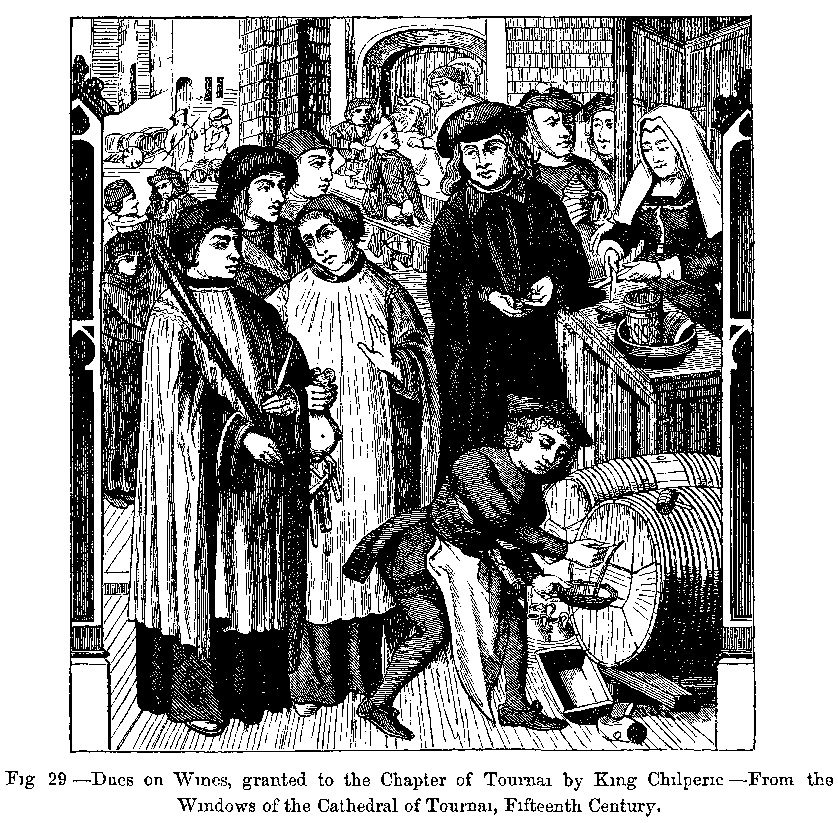 Fig 29 —Dues on Wines, granted to the Chapter of Tournai by King Chilperic —From the
Windows of the Cathedral of Tournai, Fifteenth Century.